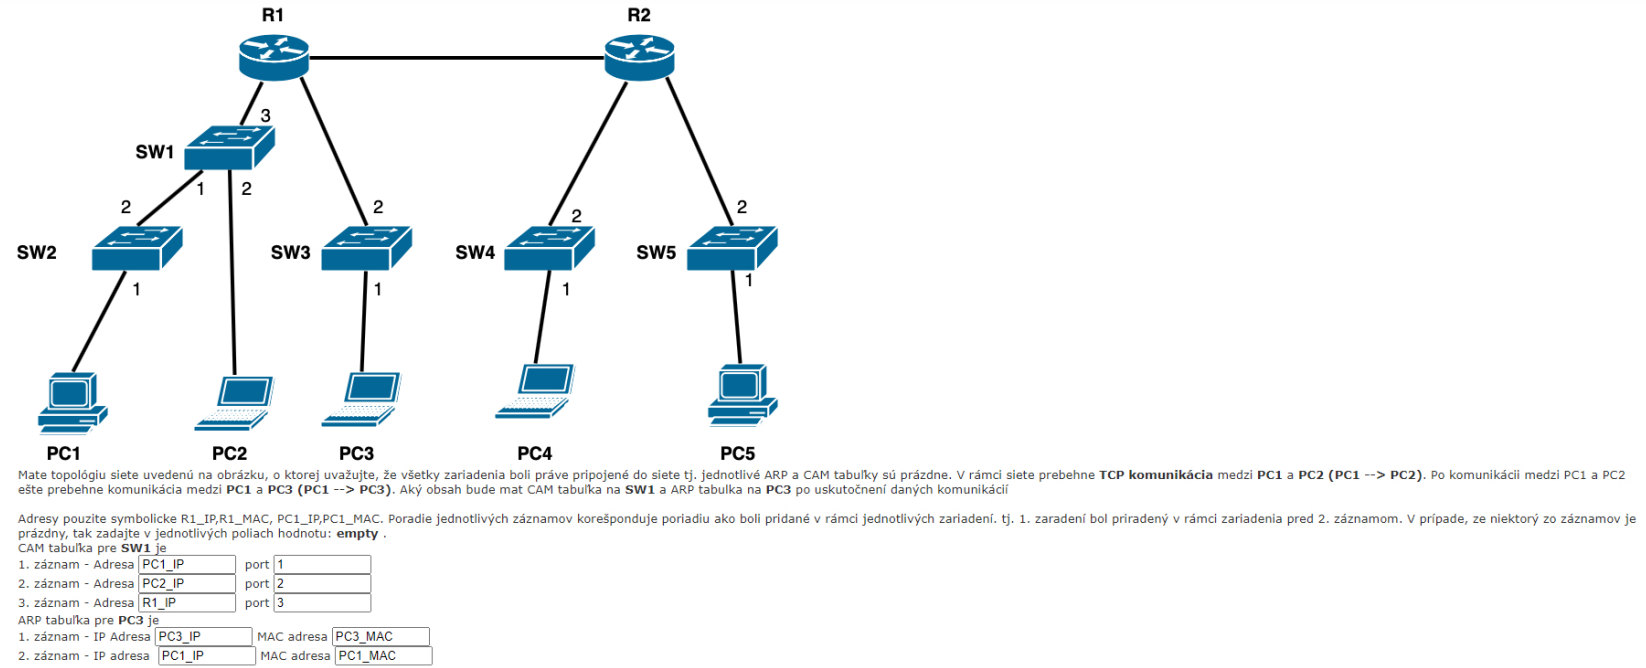 R1
R2
3
SW1
1
2
2
2
2
2
SW2
SW3
SW4
SW5
1
1
1
1
PC1
PC2
PC3
PC4
PC5
Mate topológiu siete uvedenú na obrázku, o ktorej uvažujte, že všetky zariadenia boli práve pripojené do siete tj. jednotlivé ARP a CAM tabuľky sú prázdne. V rámci siete prebehne TCP komunikácia medzi PC1 a PC2 (PC1 --> PC2). Po komunikácii medzi PC1 a PC2
ešte prebehne komunikácia medzi PC1 a PC3 (PC1 --> PC3). Aký obsah bude mat CAM tabuľka na SW1 a ARP tabulka na PC3 po uskutočnení daných komunikácií
Adresy pouzite symbolicke R1_IP,R1_MAC, PC1_IP,PC1_MAC. Poradie jednotlivých záznamov korešponduje poriadiu ako boli pridané v rámci jednotlivých zariadení. tj. 1. zaradení bol priradený v rámci zariadenia pred 2. záznamom. V prípade, ze niektorý zo záznamov je
prázdny, tak zadajte v jednotlivých poliach hodnotu: empty .
CAM tabuľka pre SW1 je
1. záznam - Adresa PC1_IP port 1
2. záznam - Adresa PC2_IP port 2
3. záznam - Adresa R1_IP port 3
ARP tabuľka pre PC3 je
1. záznam - IP Adresa PC3_IP MAC adresa PC3_MAC
2. záznam - IP adresa PC1_IP MAC adresa PC1_MAC